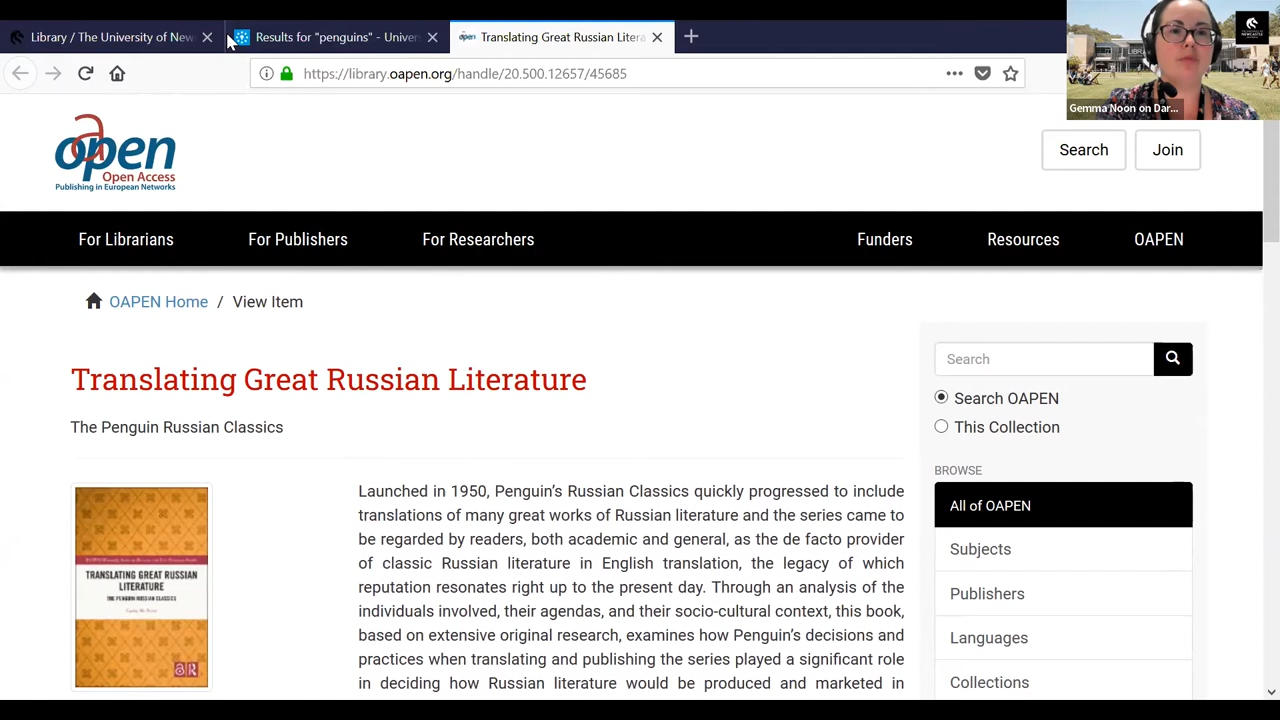 Library / The University of New
Results for "penguins" - Univers
Translating Great Russian Litera
https://library.oapen.org/handle/20.500.12657/45685
Gemma Noon on Dar...
LIBRARY
oapen
Open Access
Publishing in European Networks
Search
Join
For Librarians
For Publishers
For Researchers
Funders
Resources
OAPEN
OAPEN Home / View Item
Translating Great Russian Literature
The Penguin Russian Classics
TRANSLATING GREAT RUSSIAN
LITERATURE
THE PENGUIN RUSSIAN CLASSICS
Launched in 1950, Penguin's Russian Classics quickly progressed to include
translations of many great works of Russian literature and the series came to
be regarded by readers, both academic and general, as the de facto provider
of classic Russian literature in English translation, the legacy of which
reputation resonates right up to the present day. Through an analysis of the
individuals involved, their agendas, and their socio-cultural context, this book,
based on extensive original research, examines how Penguin's decisions and
practices when translating and publishing the series played a significant role
in deciding how Russian literature would be produced and marketed in
Search
Search OAPEN
This Collection
BROWSE
All of OAPEN
Subjects
Publishers
Languages
Collections